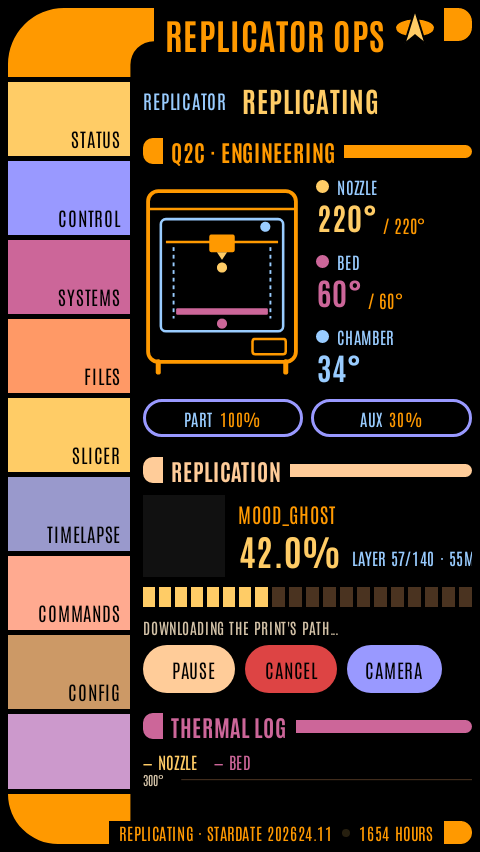 REPLICATOR OPS
REPLICATOR REPLICATING
STATUS
CONTROL
SYSTEMS
FILES
SLICER
TIMELAPSE
COMMANDS
CONFIG
Q2C · ENGINEERING
NOZZLE
220° / 220°
BED
60° / 60°
CHAMBER
34°
PART 100%
AUX 30%
REPLICATION
MOOD_GHOST
42.0% LAYER 57/140 · 55M
DOWNLOADING THE PRINT'S PATH…
PAUSE
CANCEL
CAMERA
THERMAL LOG
— NOZZLE — BED
300°
REPLICATING · STARDATE 202624.11 • 1654 HOURS